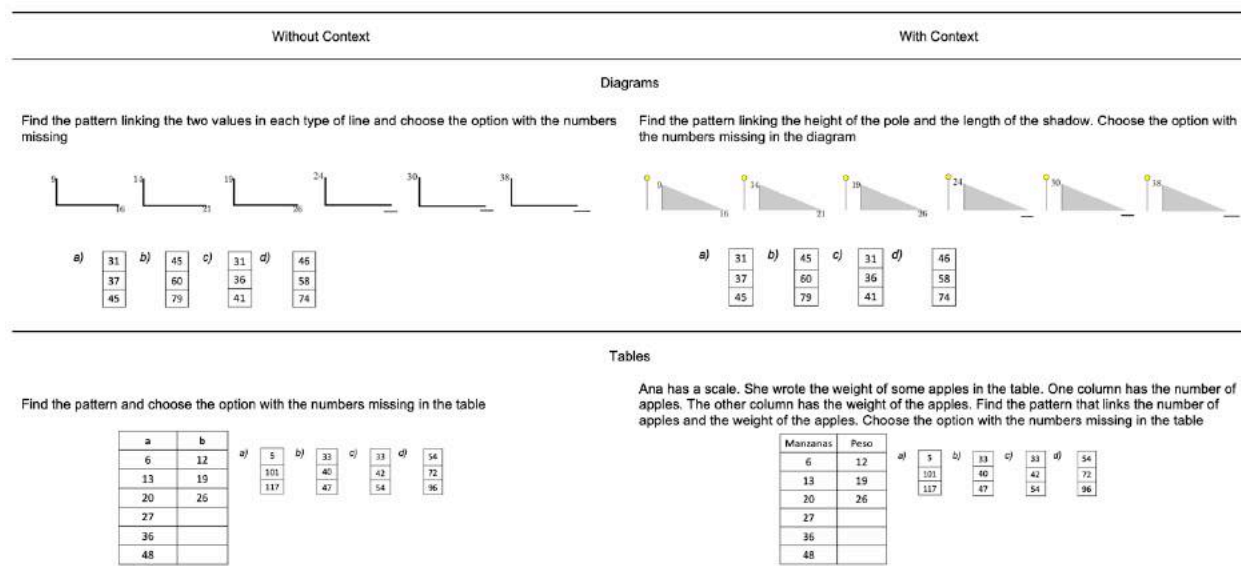 Without Context
With Context
Diagrams
Find the pattern linking the two values in each type of line and choose the option with the numbers
missing
Find the pattern linking the height of the pole and the length of the shadow. Choose the option with
the numbers missing in the diagram
9 14 19 24 30 38
16 21 26
9 14 19 24 30 38
16 21 26
a) b) c) d)
31 45 31 46
37 60 36 58
45 79 41 74
a) b) c) d)
31 45 31 46
37 60 36 58
45 79 41 74
Tables
Find the pattern and choose the option with the numbers missing in the table
Ana has a scale. She wrote the weight of some apples in the table. One column has the number of
apples. The other column has the weight of the apples. Find the pattern that links the number of
apples and the weight of the apples. Choose the option with the numbers missing in the table
a b
6 12
13 19
20 26
27
36
48
a) b) c) d)
5 33 33 54
101 40 42 72
117 47 54 96
Manzanas Peso
6 12
13 19
20 26
27
36
48
a) b) c) d)
5 33 33 54
101 40 42 72
117 47 54 96